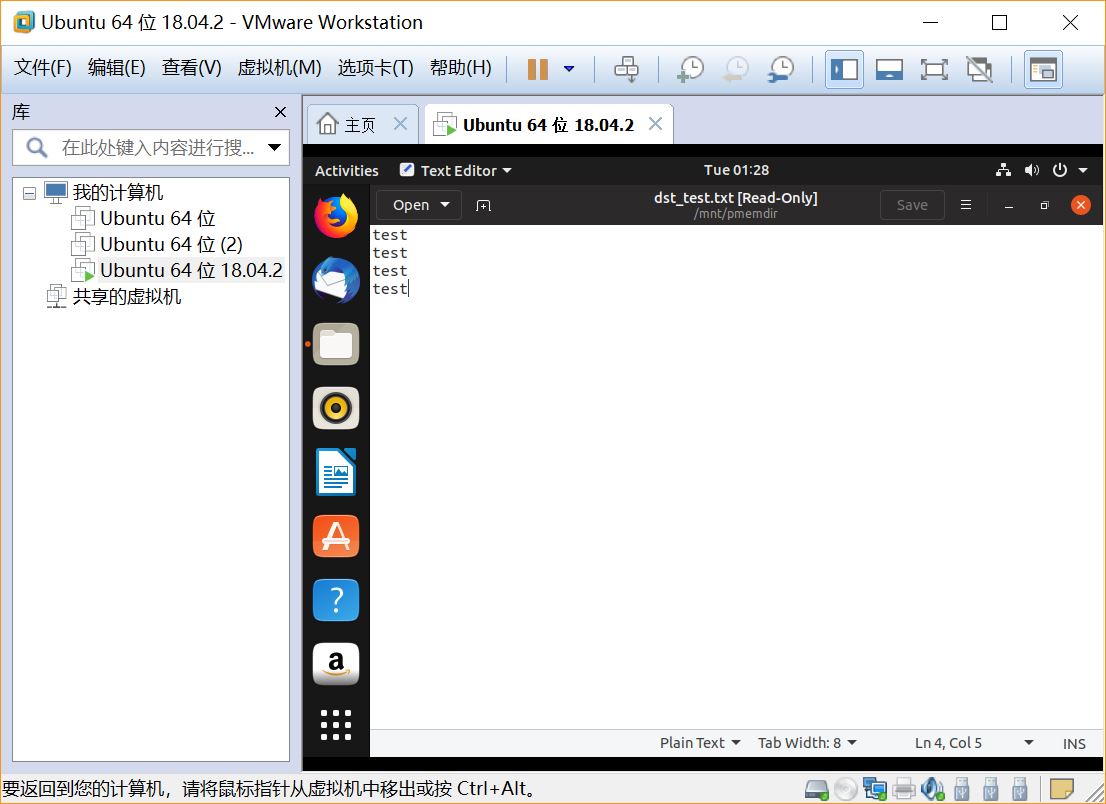 Ubuntu 64 位 18.04.2 - VMware Workstation
文件(F) 编辑(E) 查看(V) 虚拟机(M) 选项卡(T) 帮助(H)
库
在此处键入内容进行搜...
我的计算机
Ubuntu 64 位
Ubuntu 64 位 (2)
Ubuntu 64 位 18.04.2
共享的虚拟机
主页
Ubuntu 64 位 18.04.2
Activities Text Editor Tue 01:28
Open dst_test.txt [Read-Only] Save
/mnt/pmemdir
test
test
test
test
Plain Text Tab Width: 8 Ln 4, Col 5 INS
要返回到您的计算机，请将鼠标指针从虚拟机中移出或按 Ctrl+Alt。